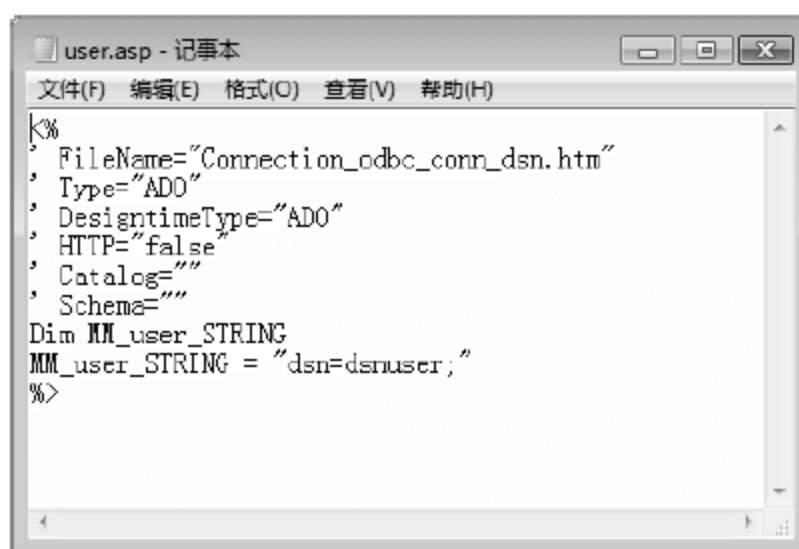 user.asp - 记事本
文件(F) 编辑(E) 格式(O) 查看(V) 帮助(H)
<%
' FileName="Connection_odbc_conn_dsn.htm"
' Type="ADO"
' DesigntimeType="ADO"
' HTTP="false"
' Catalog=""
' Schema=""
Dim MM_user_STRING
MM_user_STRING = "dsn=dsnuser;"
%>